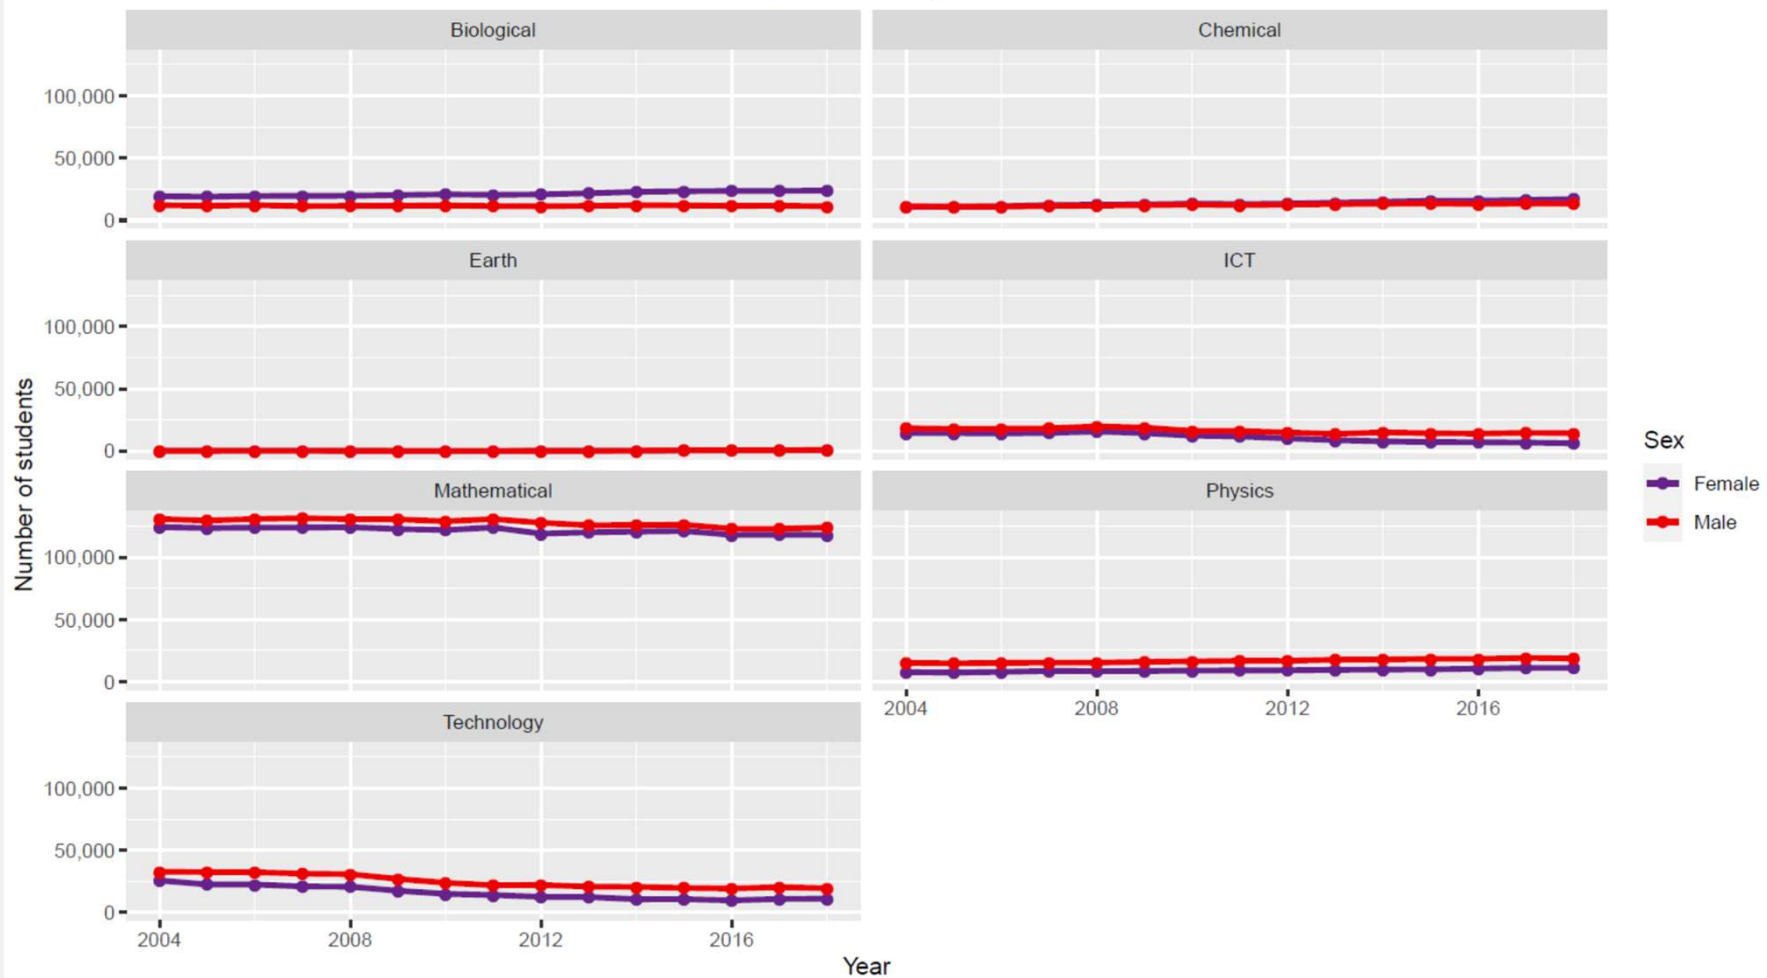 Biological
Chemical
100,000
50,000
0
Earth
ICT
100,000
50,000
0
Mathematical
Physics
100,000
50,000
0
2004 2008 2012 2016
Technology
100,000
50,000
0
2004 2008 2012 2016
Year
Number of students
Sex
Female
Male